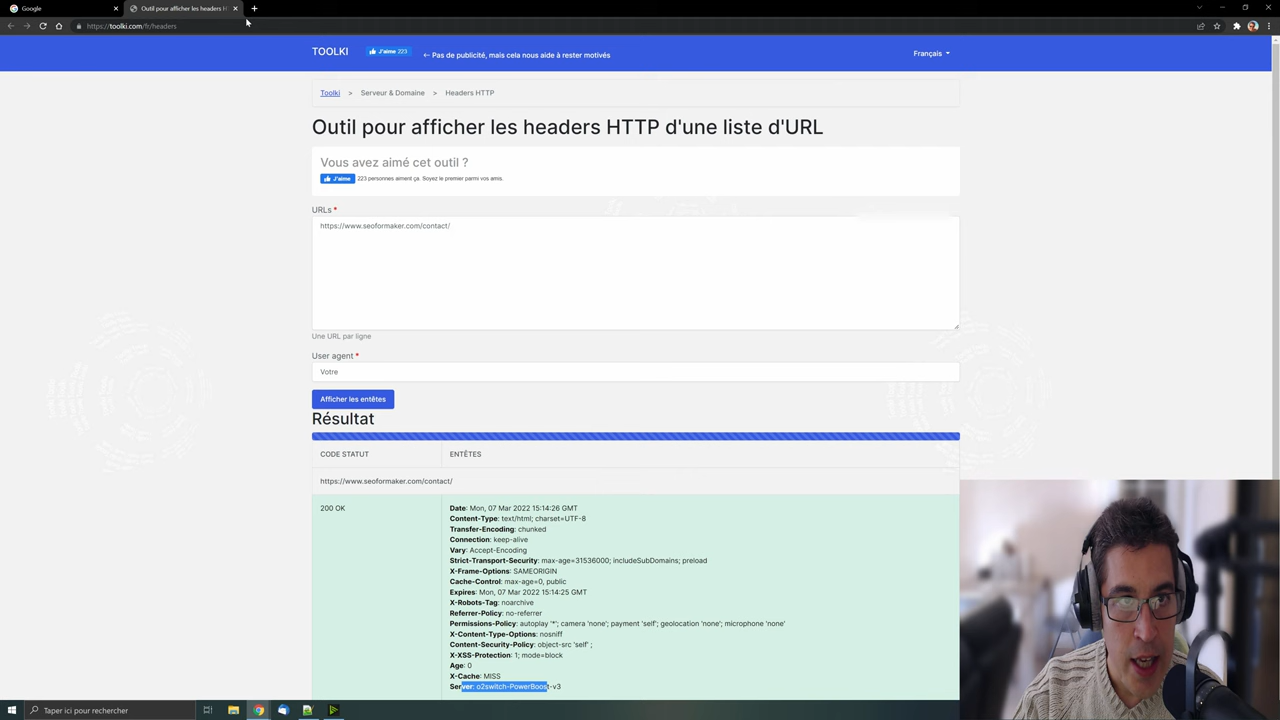 Google
Outil pour afficher les headers H
https://toolki.com/fr/headers
TOOLKI
J'aime 223
← Pas de publicité, mais cela nous aide à rester motivés
Français
Toolki > Serveur & Domaine > Headers HTTP
Outil pour afficher les headers HTTP d'une liste d'URL
Vous avez aimé cet outil ?
J'aime 223 personnes aiment ça. Soyez le premier parmi vos amis.
URLs *
https://www.seoformaker.com/contact/
Une URL par ligne
User agent *
Votre
Afficher les entêtes
Résultat
CODE STATUT ENTÊTES
https://www.seoformaker.com/contact/
200 OK
Date: Mon, 07 Mar 2022 15:14:26 GMT
Content-Type: text/html; charset=UTF-8
Transfer-Encoding: chunked
Connection: keep-alive
Vary: Accept-Encoding
Strict-Transport-Security: max-age=31536000; includeSubDomains; preload
X-Frame-Options: SAMEORIGIN
Cache-Control: max-age=0, public
Expires: Mon, 07 Mar 2022 15:14:25 GMT
X-Robots-Tag: noarchive
Referrer-Policy: no-referrer
Permissions-Policy: autoplay '*'; camera 'none'; payment 'self'; geolocation 'none'; microphone 'none'
X-Content-Type-Options: nosniff
Content-Security-Policy: object-src 'self' ;
X-XSS-Protection: 1; mode=block
Age: 0
X-Cache: MISS
Server: o2switch-PowerBoost-v3
Taper ici pour rechercher